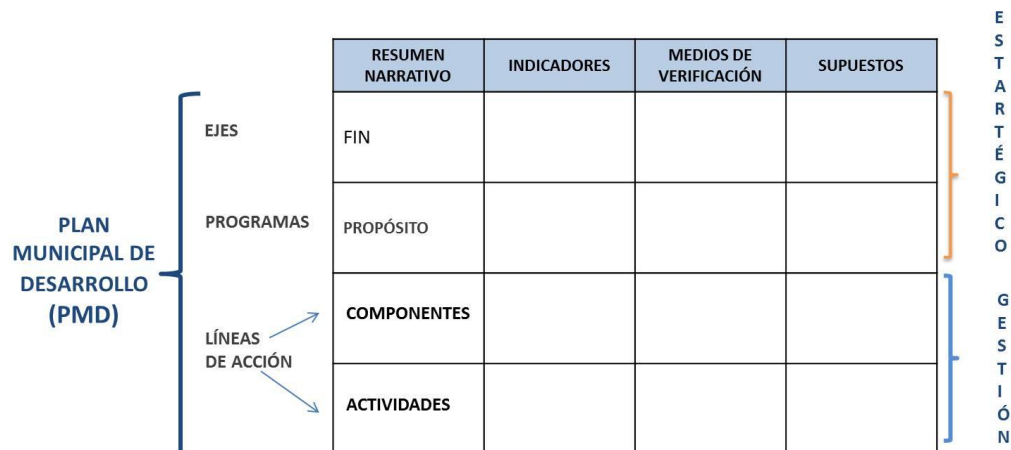 PLAN
MUNICIPAL DE
DESARROLLO
(PMD)
EJES
PROGRAMAS
LÍNEAS
DE ACCIÓN
RESUMEN
NARRATIVO
INDICADORES
MEDIOS DE
VERIFICACIÓN
SUPUESTOS
FIN
PROPÓSITO
COMPONENTES
ACTIVIDADES
E
S
T
A
R
T
É
G
I
C
O
G
E
S
T
I
Ó
N